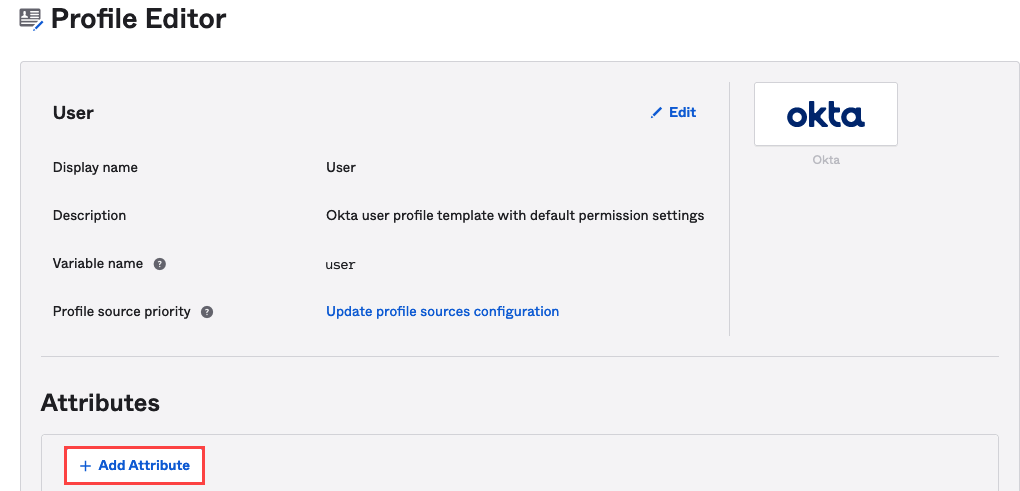 Profile Editor
User
Edit
okta
Okta
Display name User
Description Okta user profile template with default permission settings
Variable name ? user
Profile source priority ? Update profile sources configuration
Attributes
+ Add Attribute